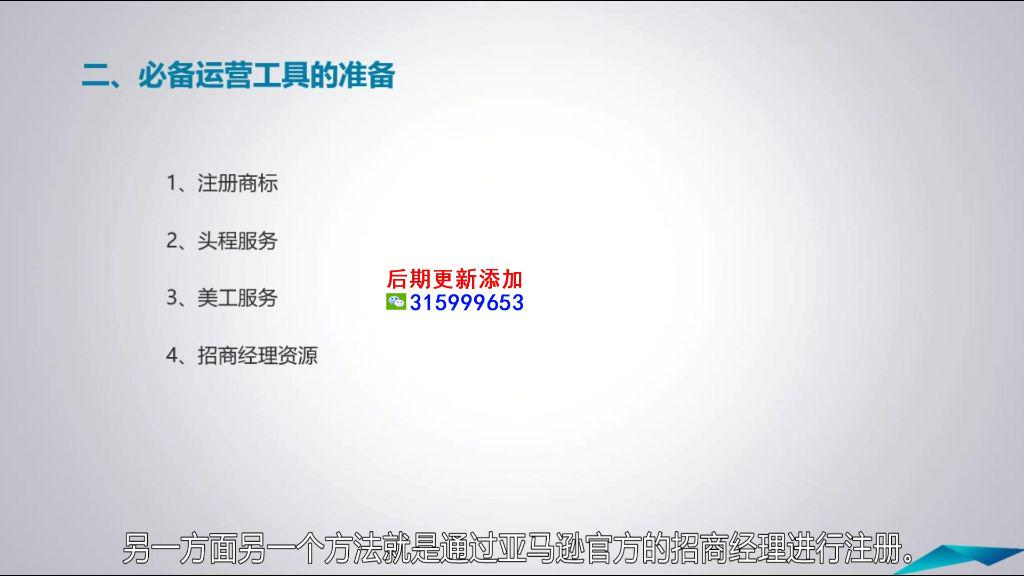 二、必备运营工具的准备
1、注册商标
2、头程服务
3、美工服务
4、招商经理资源
后期更新添加
315999653
另一方面另一个方法就是通过亚马逊官方的招商经理进行注册。